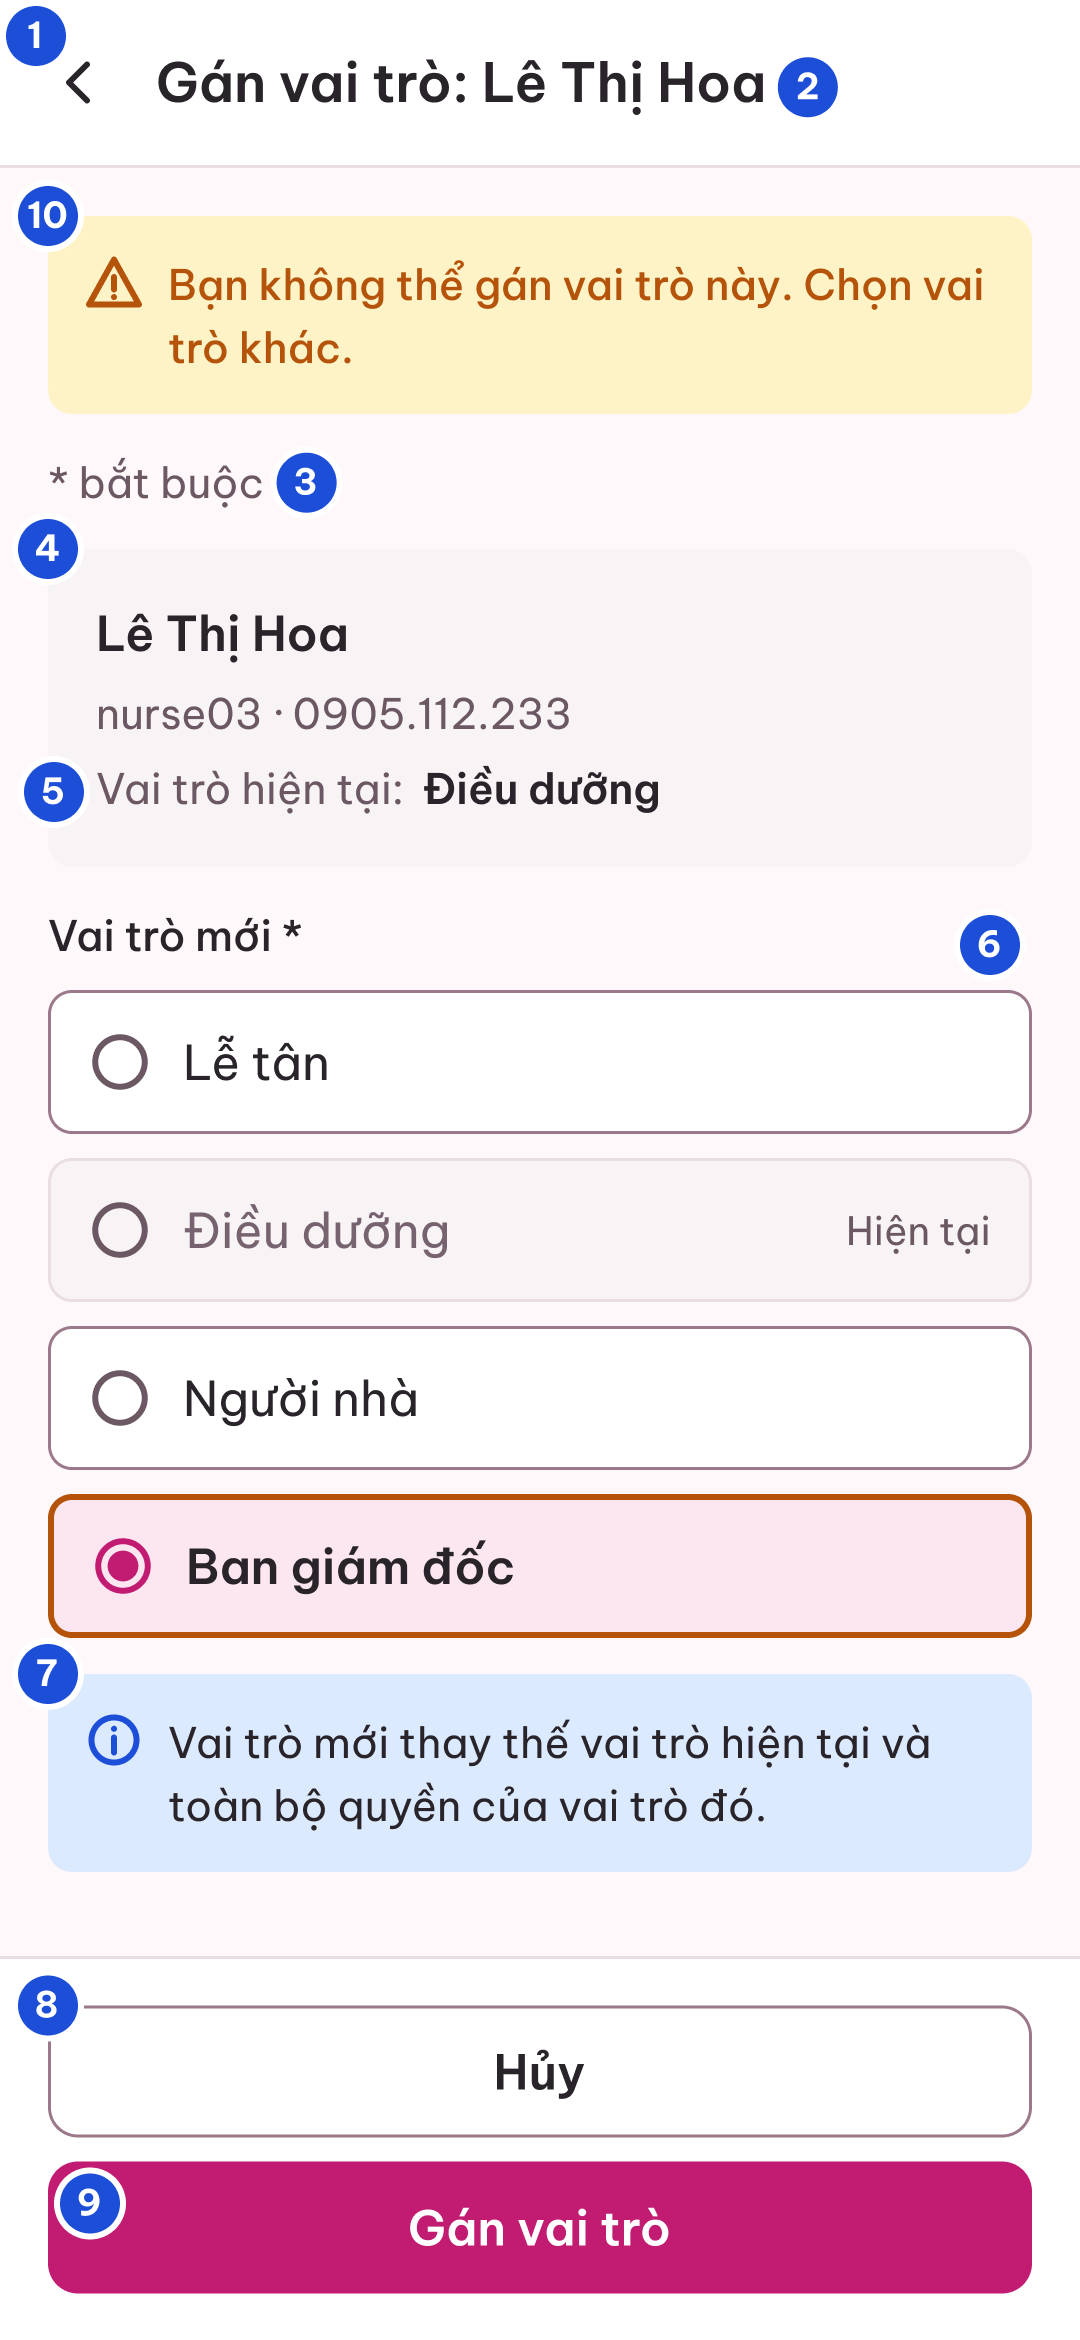 1
Gán vai trò: Lê Thị Hoa 2
10
Bạn không thể gán vai trò này. Chọn vai
trò khác.
* bắt buộc 3
4
Lê Thị Hoa
nurse03 · 0905.112.233
5 Vai trò hiện tại: Điều dưỡng
Vai trò mới * 6
Lễ tân
Điều dưỡng Hiện tại
Người nhà
Ban giám đốc
7
Vai trò mới thay thế vai trò hiện tại và
toàn bộ quyền của vai trò đó.
8
Hủy
9
Gán vai trò